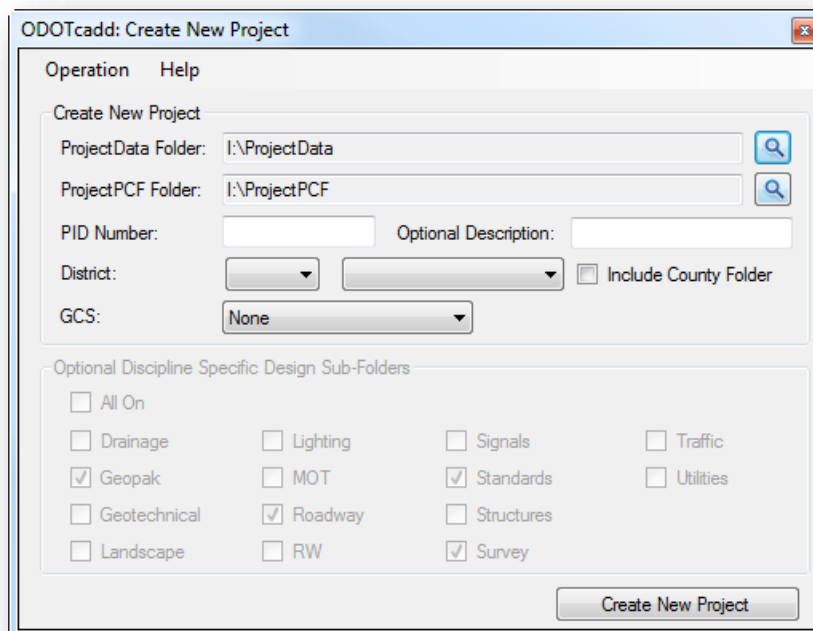 ODOTcadd: Create New Project
Operation Help
Create New Project
ProjectData Folder: I:\ProjectData
ProjectPCF Folder: I:\ProjectPCF
PID Number: Optional Description:
District: Include County Folder
GCS: None
Optional Discipline Specific Design Sub-Folders
All On
Drainage Lighting Signals Traffic
Geopak MOT Standards Utilities
Geotechnical Roadway Structures
Landscape RW Survey
Create New Project